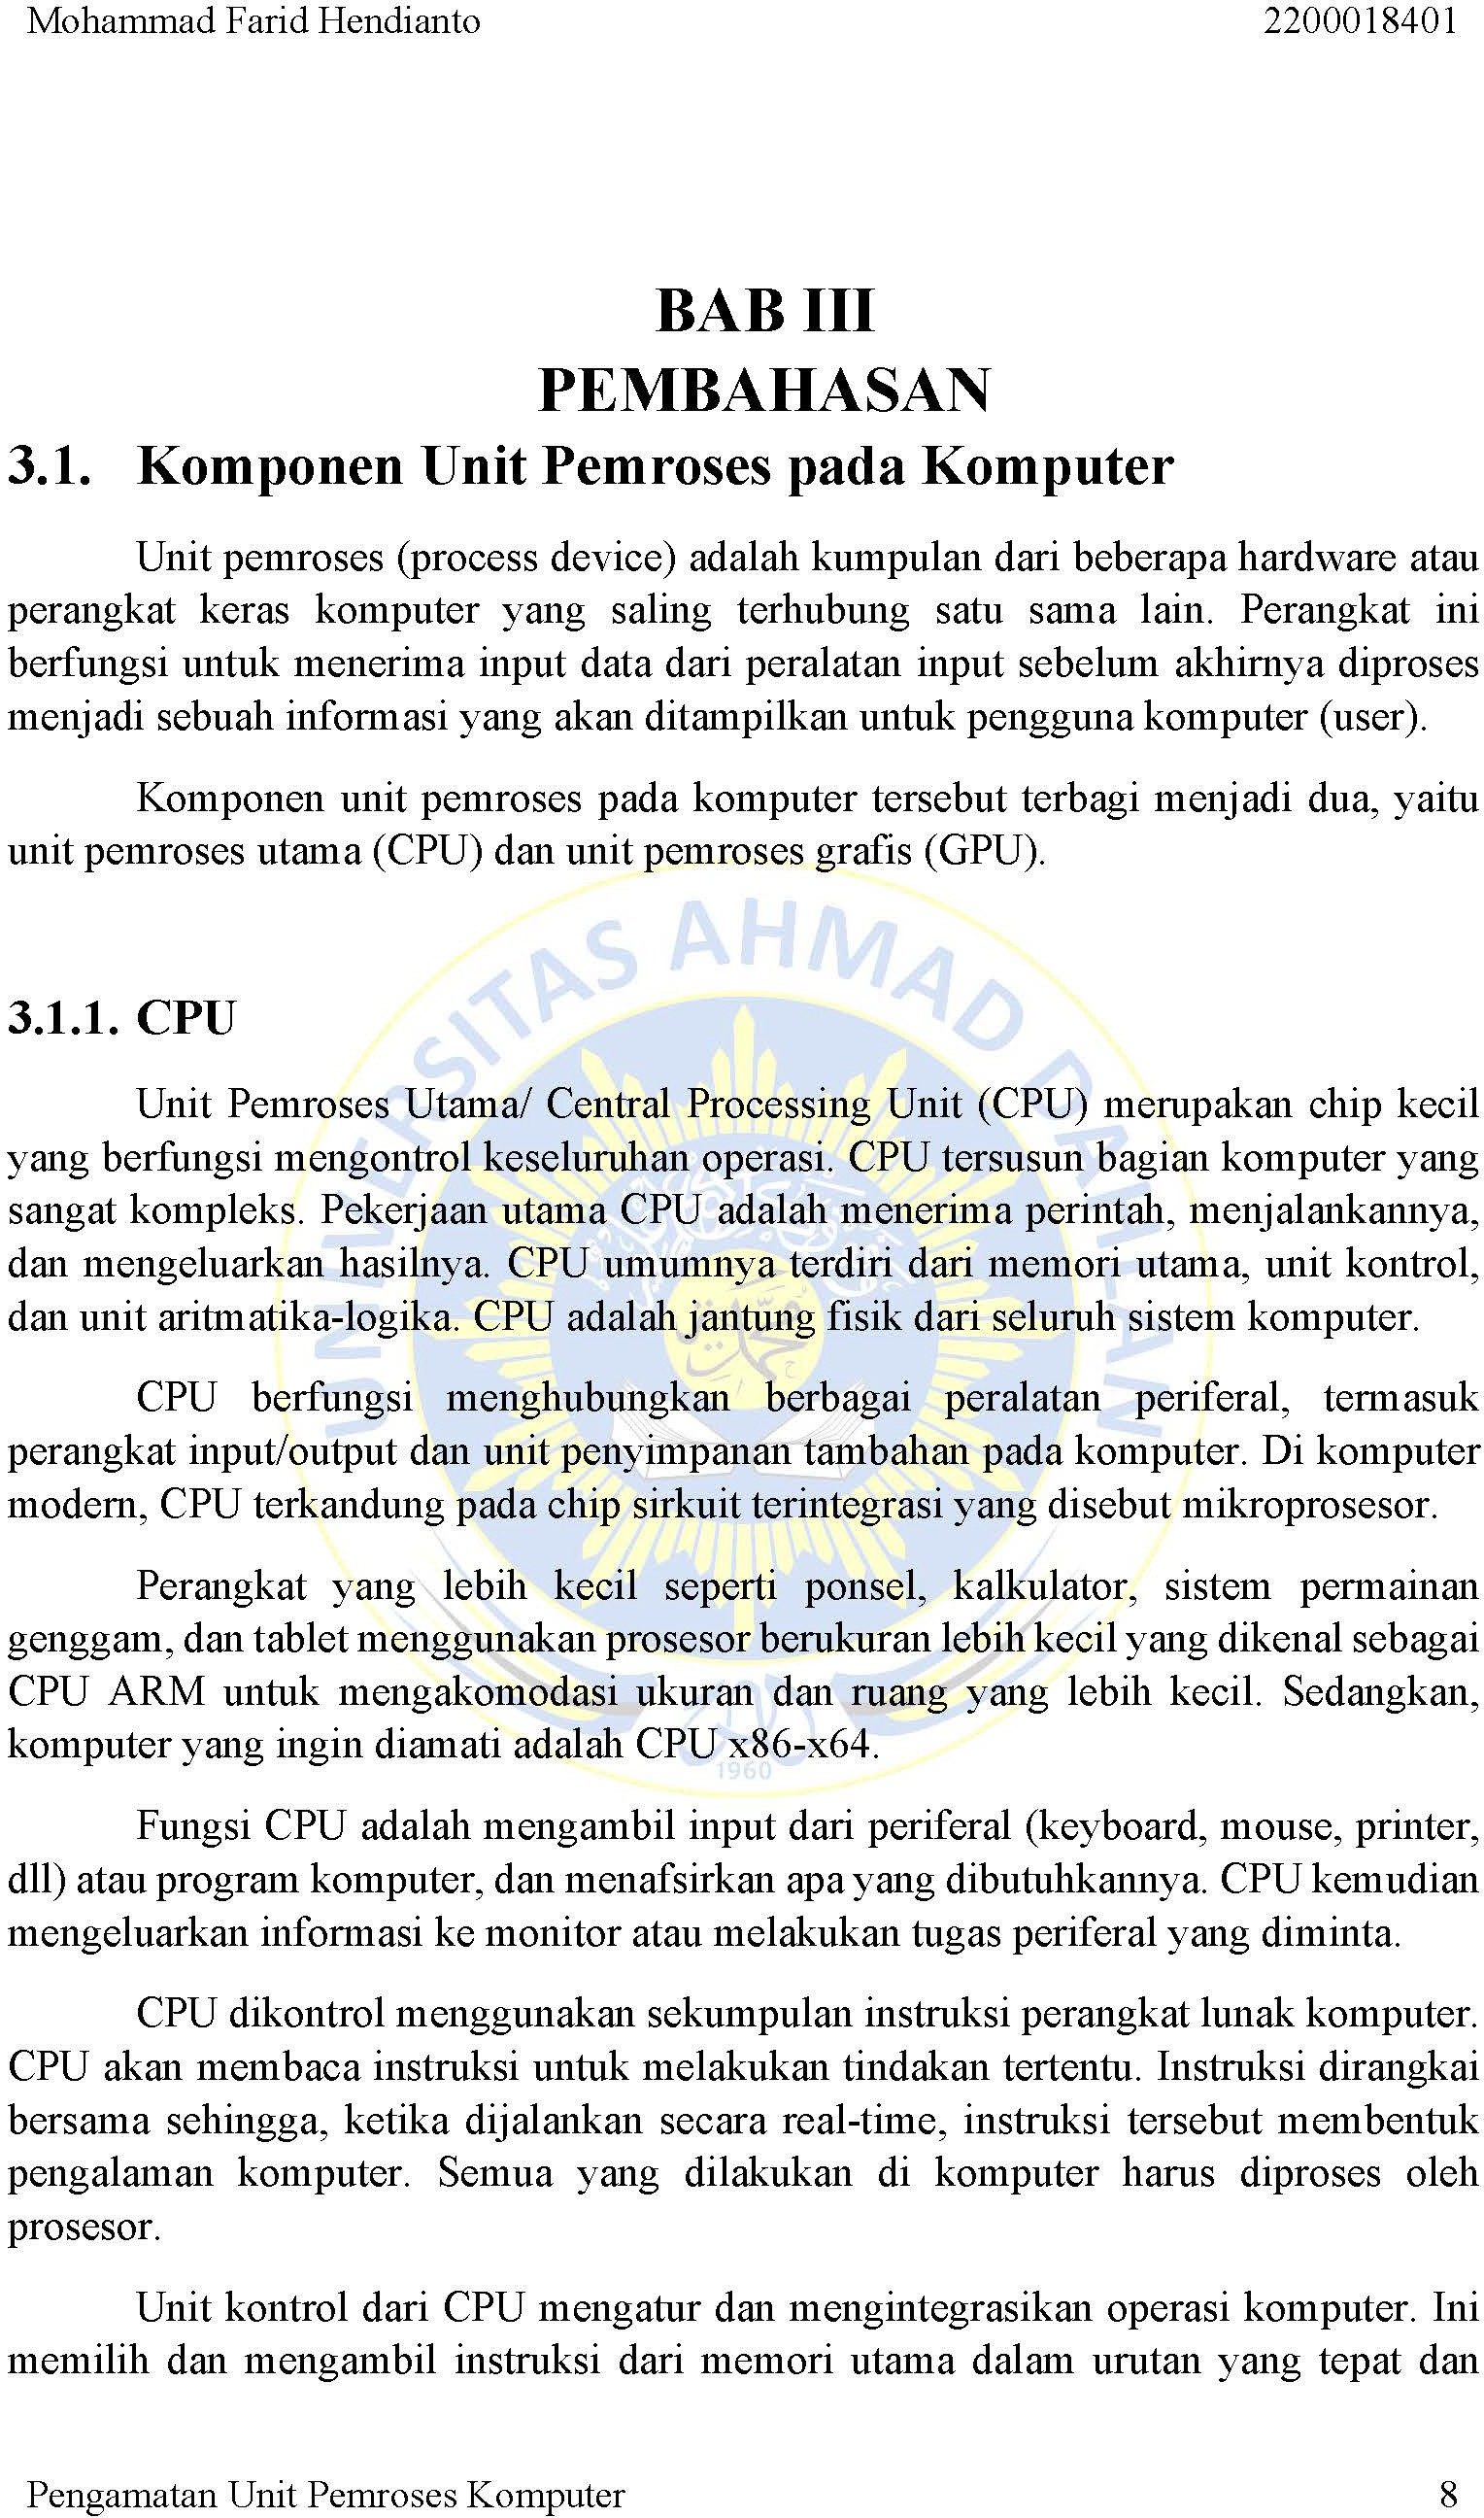 Mohammad Farid Hendianto 2200018401
BAB III
PEMBAHASAN
3.1. Komponen Unit Pemroses pada Komputer
Unit pemroses (process device) adalah kumpulan dari beberapa hardware atau
perangkat keras komputer yang saling terhubung satu sama lain. Perangkat ini
berfungsi untuk menerima input data dari peralatan input sebelum akhirnya diproses
menjadi sebuah informasi yang akan ditampilkan untuk pengguna komputer (user).
Komponen unit pemroses pada komputer tersebut terbagi menjadi dua, yaitu
unit pemroses utama (CPU) dan unit pemroses grafis (GPU).
UNIVERSITAS AHMAD DAHLAN
3.1.1. CPU
Unit Pemroses Utama/ Central Processing Unit (CPU) merupakan chip kecil
yang berfungsi mengontrol keseluruhan operasi. CPU tersusun bagian komputer yang
sangat kompleks. Pekerjaan utama CPU adalah menerima perintah, menjalankannya,
dan mengeluarkan hasilnya. CPU umumnya terdiri dari memori utama, unit kontrol,
dan unit aritmatika-logika. CPU adalah jantung fisik dari seluruh sistem komputer.
CPU berfungsi menghubungkan berbagai peralatan periferal, termasuk
perangkat input/output dan unit penyimpanan tambahan pada komputer. Di komputer
modern, CPU terkandung pada chip sirkuit terintegrasi yang disebut mikroprosesor.
Perangkat yang lebih kecil seperti ponsel, kalkulator, sistem permainan
genggam, dan tablet menggunakan prosesor berukuran lebih kecil yang dikenal sebagai
CPU ARM untuk mengakomodasi ukuran dan ruang yang lebih kecil. Sedangkan,
komputer yang ingin diamati adalah CPU x86-x64.
1960
Fungsi CPU adalah mengambil input dari periferal (keyboard, mouse, printer,
dll) atau program komputer, dan menafsirkan apa yang dibutuhkannya. CPU kemudian
mengeluarkan informasi ke monitor atau melakukan tugas periferal yang diminta.
CPU dikontrol menggunakan sekumpulan instruksi perangkat lunak komputer.
CPU akan membaca instruksi untuk melakukan tindakan tertentu. Instruksi dirangkai
bersama sehingga, ketika dijalankan secara real-time, instruksi tersebut membentuk
pengalaman komputer. Semua yang dilakukan di komputer harus diproses oleh
prosesor.
Unit kontrol dari CPU mengatur dan mengintegrasikan operasi komputer. Ini
memilih dan mengambil instruksi dari memori utama dalam urutan yang tepat dan
Pengamatan Unit Pemroses Komputer 8